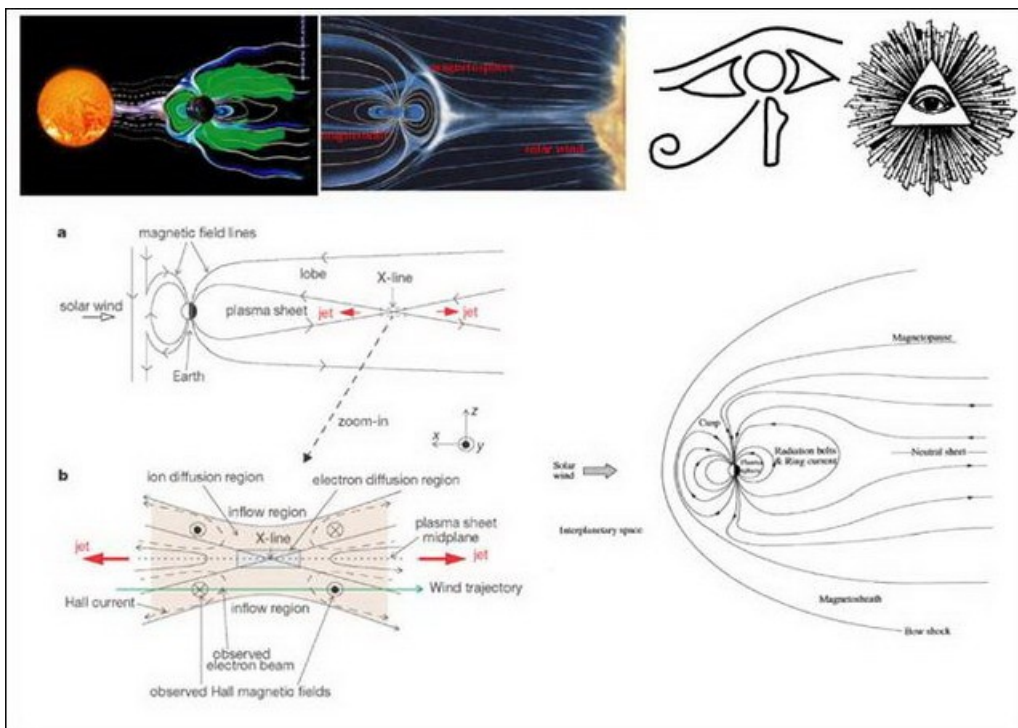 magnetosphere
magnetotail
solar wind
a
magnetic field lines
lobe
X-line
solar wind
plasma sheet
jet
jet
Earth
zoom-in
z
x
y
b
ion diffusion region
electron diffusion region
inflow region
plasma sheet
midplane
X-line
jet
jet
Wind trajectory
Hall current
inflow region
observed
electron beam
observed Hall magnetic fields
Magnetopause
Cusp
Radiation belts
& Ring current
Plasma
Neutral sheet
Solar
wind
Interplanetary space
Magnetosheath
Bow shock